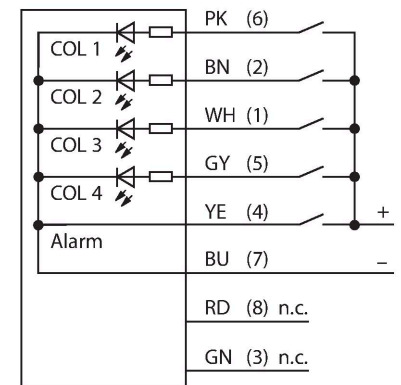 PK (6)
COL 1
BN (2)
COL 2
WH (1)
COL 3
GY (5)
COL 4
YE (4)
+
Alarm
BU (7)
–
RD (8) n.c.
GN (3) n.c.